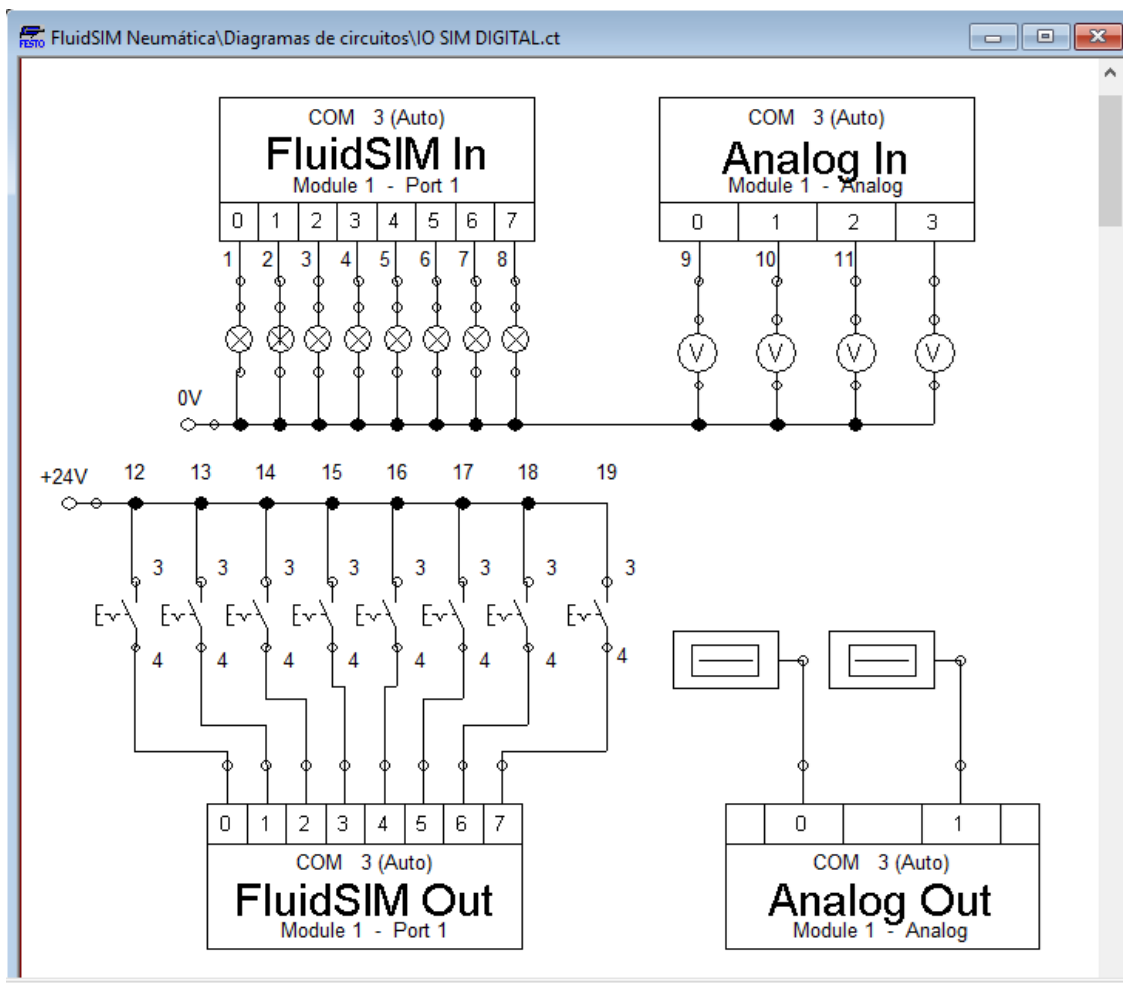 FESTO FluidSIM Neumática\Diagramas de circuitos\IO SIM DIGITAL.ct
COM 3 (Auto)
FluidSIM In
Module 1 - Port 1
0 1 2 3 4 5 6 7
1 2 3 4 5 6 7 8
COM 3 (Auto)
Analog In
Module 1 - Analog
0 1 2 3
9 10 11
V V V V
0V
+24V 12 13 14 15 16 17 18 19
3 3 3 3 3 3 3 3
4 4 4 4 4 4 4 4
0 1 2 3 4 5 6 7
COM 3 (Auto)
FluidSIM Out
Module 1 - Port 1
0 1
COM 3 (Auto)
Analog Out
Module 1 - Analog